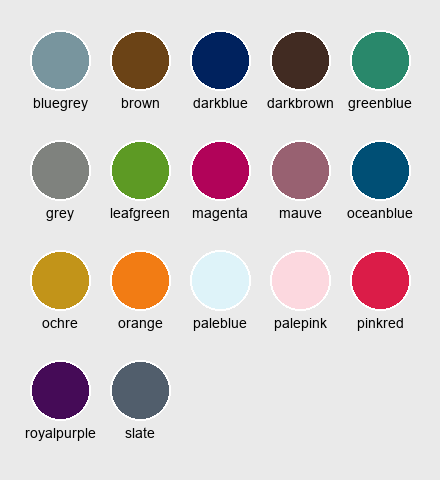 bluegrey brown darkblue darkbrown greenblue
grey leafgreen magenta mauve oceanblue
ochre orange paleblue palepink pinkred
royalpurple slate